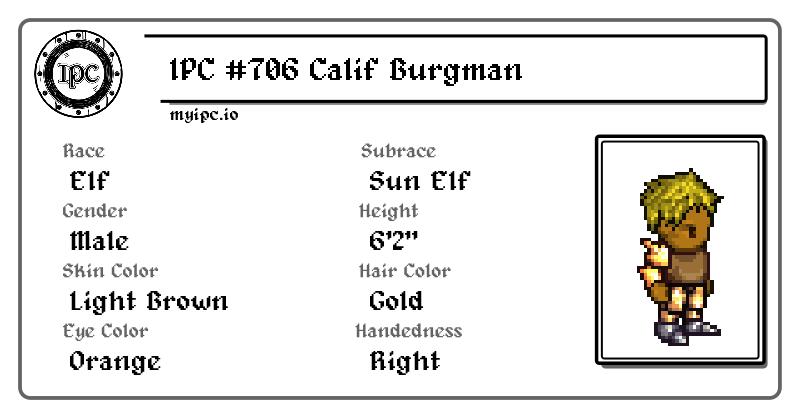 IPC
IPC #706 Calif Burgman
myipc.io
Race
Elf
Subrace
Sun Elf
Gender
Male
Height
6'2"
Skin Color
Light Brown
Hair Color
Gold
Eye Color
Orange
Handedness
Right